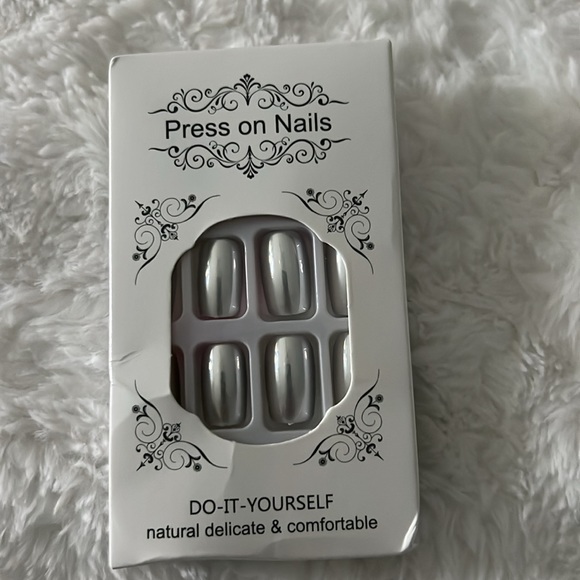 Press on Nails
DO-IT-YOURSELF
natural delicate & comfortable